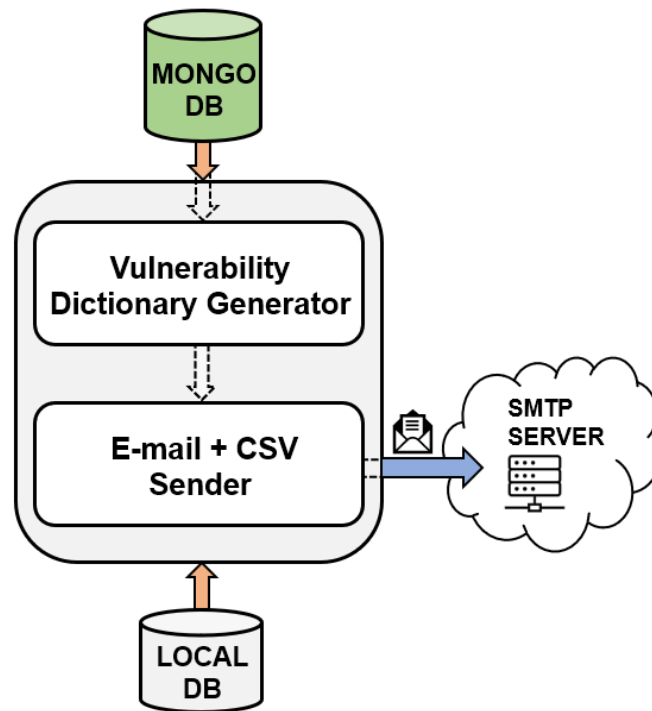 MONGO
DB
Vulnerability
Dictionary Generator
E-mail + CSV
Sender
SMTP
SERVER
LOCAL
DB